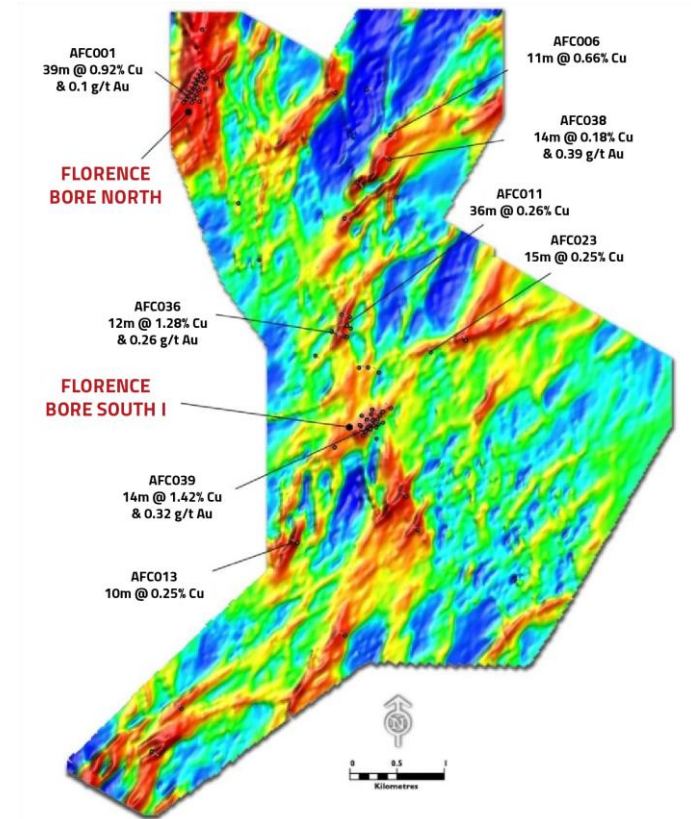 AFC001
39m @ 0.92% Cu
& 0.1 g/t Au
AFC006
11m @ 0.66% Cu
AFC038
14m @ 0.18% Cu
& 0.39 g/t Au
FLORENCE
BORE NORTH
AFC011
36m @ 0.26% Cu
AFC023
15m @ 0.25% Cu
AFC036
12m @ 1.28% Cu
& 0.26 g/t Au
FLORENCE
BORE SOUTH I
AFC039
14m @ 1.42% Cu
& 0.32 g/t Au
AFC013
10m @ 0.25% Cu
N
0 0.5 1
Kilometres